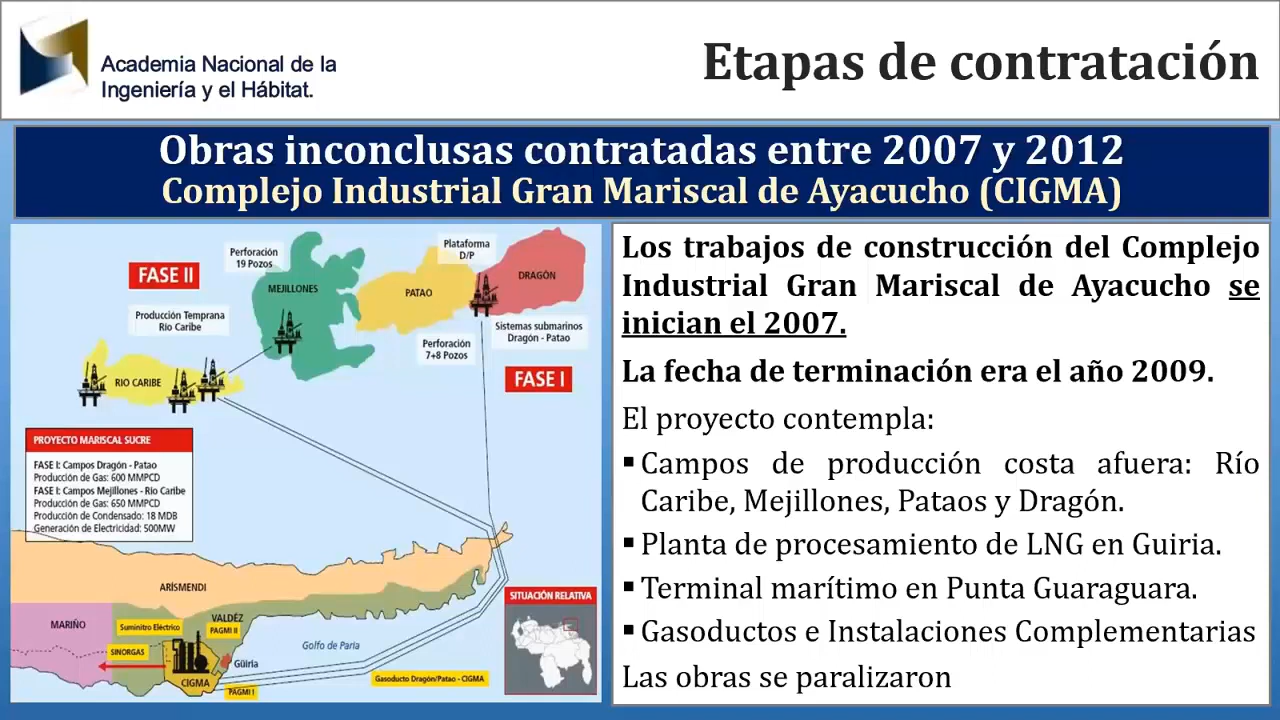 Academia Nacional de la
Ingeniería y el Hábitat.
Etapas de contratación
Obras inconclusas contratadas entre 2007 y 2012
Complejo Industrial Gran Mariscal de Ayacucho (CIGMA)
Perforación
19 Pozos
Plataforma
D/P
FASE II
MEJILLONES
PATAO
DRAGÓN
Producción Temprana
Río Caribe
Sistemas submarinos
Dragón - Patao
Perforación
7+8 Pozos
FASE I
RIO CARIBE
PROYECTO MARISCAL SUCRE
FASE I: Campos Dragón - Patao
Producción de Gas: 600 MMPCD
FASE I: Campos Mejillones - Rio Caribe
Producción de Gas: 650 MMPCD
Producción de Condensado: 18 MDB
Generación de Electricidad: 500MW
ARÍSMENDI
SITUACIÓN RELATIVA
MARIÑO
VALDÉZ
Suminitro Eléctrico
PAGMI II
SINORGAS
Golfo de Paria
Güiria
CIGMA
PAGMI I
Gasoducto Dragón/Patao - CIGMA
Los trabajos de construcción del Complejo
Industrial Gran Mariscal de Ayacucho se
inician el 2007.
La fecha de terminación era el año 2009.
El proyecto contempla:
▪ Campos de producción costa afuera: Río
Caribe, Mejillones, Pataos y Dragón.
▪ Planta de procesamiento de LNG en Guiria.
▪ Terminal marítimo en Punta Guaraguara.
▪ Gasoductos e Instalaciones Complementarias
Las obras se paralizaron